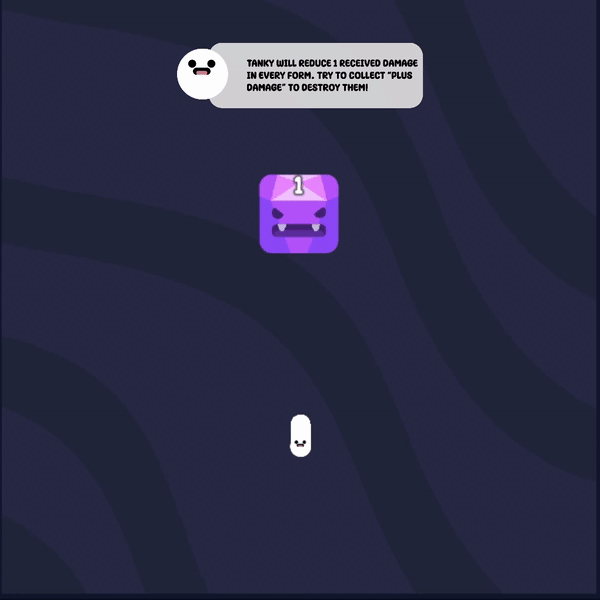 TANKY WILL REDUCE 1 RECEIVED DAMAGE
IN EVERY FORM. TRY TO COLLECT "PLUS
DAMAGE" TO DESTROY THEM!
1